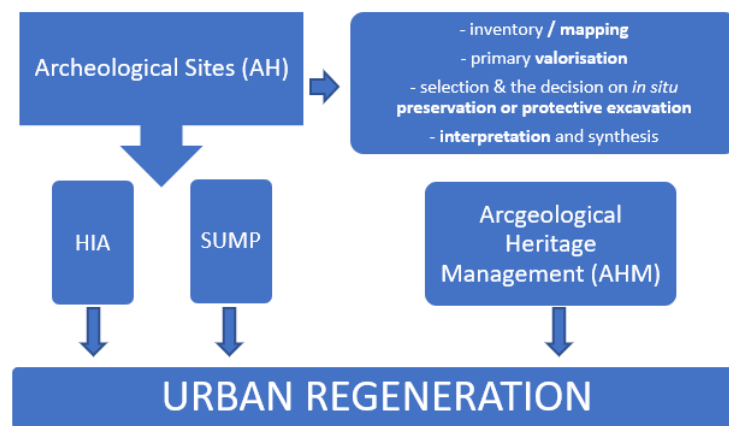 Archeological Sites (AH)
- inventory / mapping
- primary valorisation
- selection & the decision on in situ
preservation or protective excavation
- interpretation and synthesis
HIA
SUMP
Arcgeological
Heritage
Management (AHM)
URBAN REGENERATION